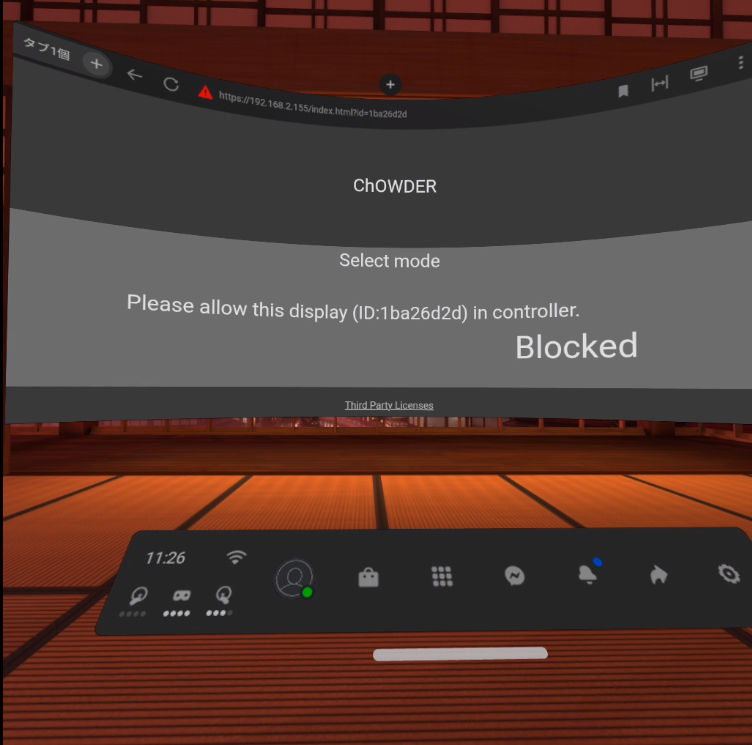 タブ1個
https://192.168.2.155/index.html?id=1ba26d2d
ChOWDER
Select mode
Please allow this display (ID:1ba26d2d) in controller.
Blocked
Third Party Licenses
11:26